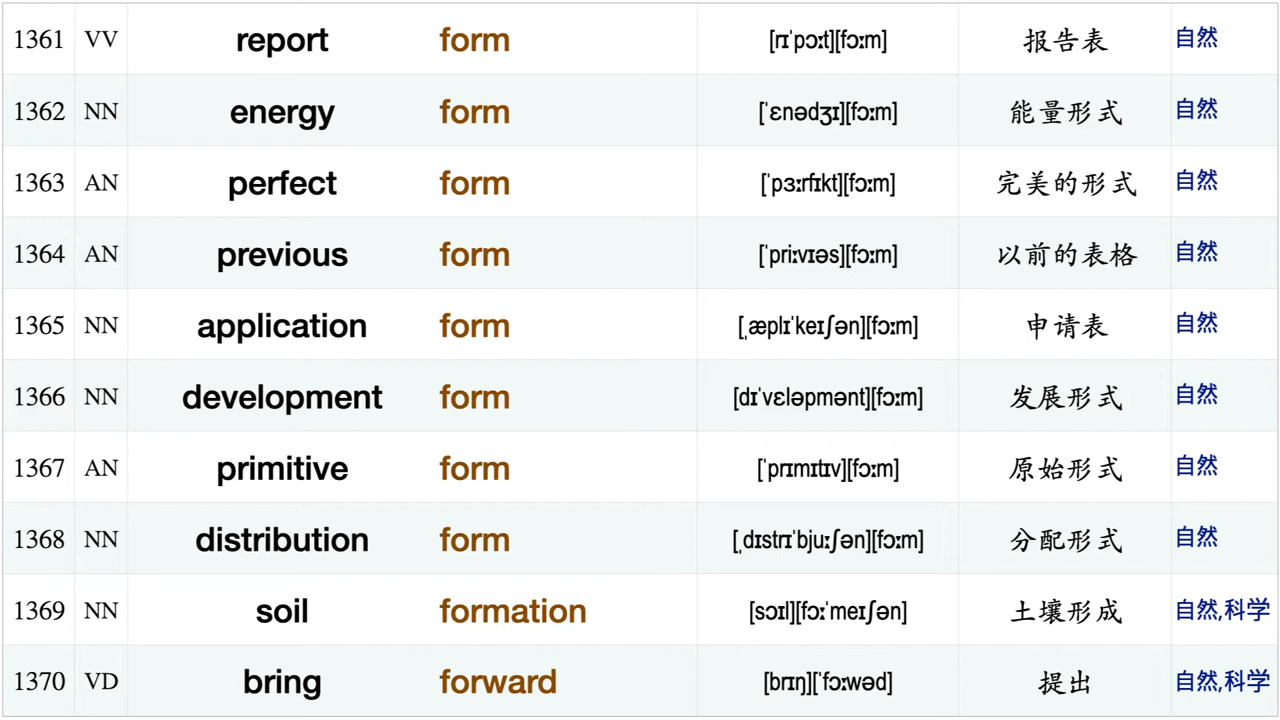 1361 VV report form [rɪˈpɔːt][fɔːm] 报告表 自然
1362 NN energy form [ˈɛnədʒɪ][fɔːm] 能量形式 自然
1363 AN perfect form [ˈpɜːrfɪkt][fɔːm] 完美的形式 自然
1364 AN previous form [ˈpriːvɪəs][fɔːm] 以前的表格 自然
1365 NN application form [ˌæplɪˈkeɪʃən][fɔːm] 申请表 自然
1366 NN development form [dɪˈvɛləpmənt][fɔːm] 发展形式 自然
1367 AN primitive form [ˈprɪmɪtɪv][fɔːm] 原始形式 自然
1368 NN distribution form [ˌdɪstrɪˈbjuːʃən][fɔːm] 分配形式 自然
1369 NN soil formation [sɔɪl][fɔːˈmeɪʃən] 土壤形成 自然,科学
1370 VD bring forward [brɪŋ][ˈfɔːwəd] 提出 自然,科学